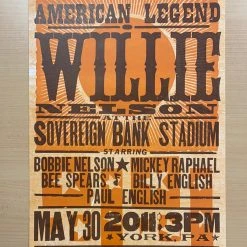 AMERICAN LEGEND
WILLIE
NELSON
AT THE
SOVEREIGN BANK STADIUM
STARRING
BOBBIE NELSON ★ MICKEY RAPHAEL
BEE SPEARS BILLY ENGLISH
PAUL ENGLISH
MAY 30 2011 3PM
YORK, PA